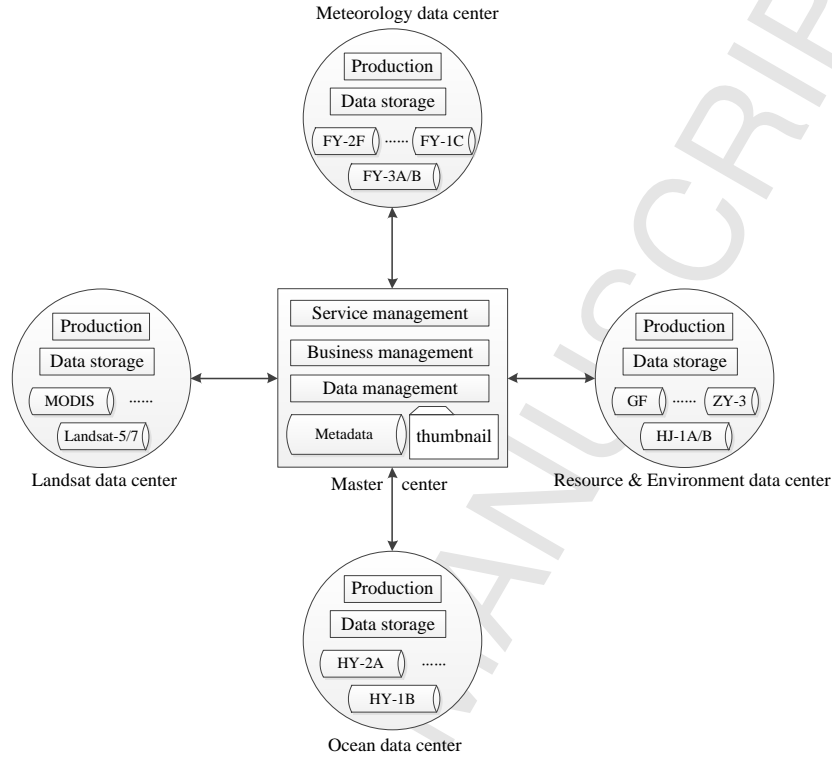 Meteorology data center
Production
Data storage
FY-2F ...... FY-1C
FY-3A/B
Service management
Business management
Data management
Metadata
thumbnail
Master center
Production
Data storage
MODIS ......
Landsat-5/7
Landsat data center
Production
Data storage
GF ...... ZY-3
HJ-1A/B
Resource & Environment data center
Production
Data storage
HY-2A ......
HY-1B
Ocean data center
MANUSCRIP